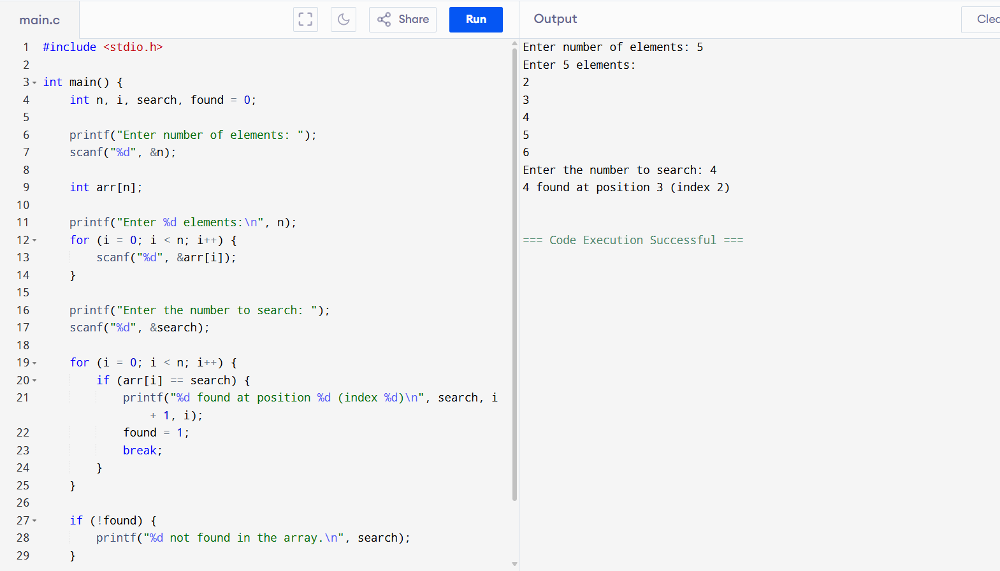 main.c
Share
Run
Output
Clea
1 #include <stdio.h>
2
3 int main() {
4 int n, i, search, found = 0;
5
6 printf("Enter number of elements: ");
7 scanf("%d", &n);
8
9 int arr[n];
10
11 printf("Enter %d elements:\n", n);
12 for (i = 0; i < n; i++) {
13 scanf("%d", &arr[i]);
14 }
15
16 printf("Enter the number to search: ");
17 scanf("%d", &search);
18
19 for (i = 0; i < n; i++) {
20 if (arr[i] == search) {
21 printf("%d found at position %d (index %d)\n", search, i
+ 1, i);
22 found = 1;
23 break;
24 }
25 }
26
27 if (!found) {
28 printf("%d not found in the array.\n", search);
29 }
Enter number of elements: 5
Enter 5 elements:
2
3
4
5
6
Enter the number to search: 4
4 found at position 3 (index 2)
=== Code Execution Successful ===